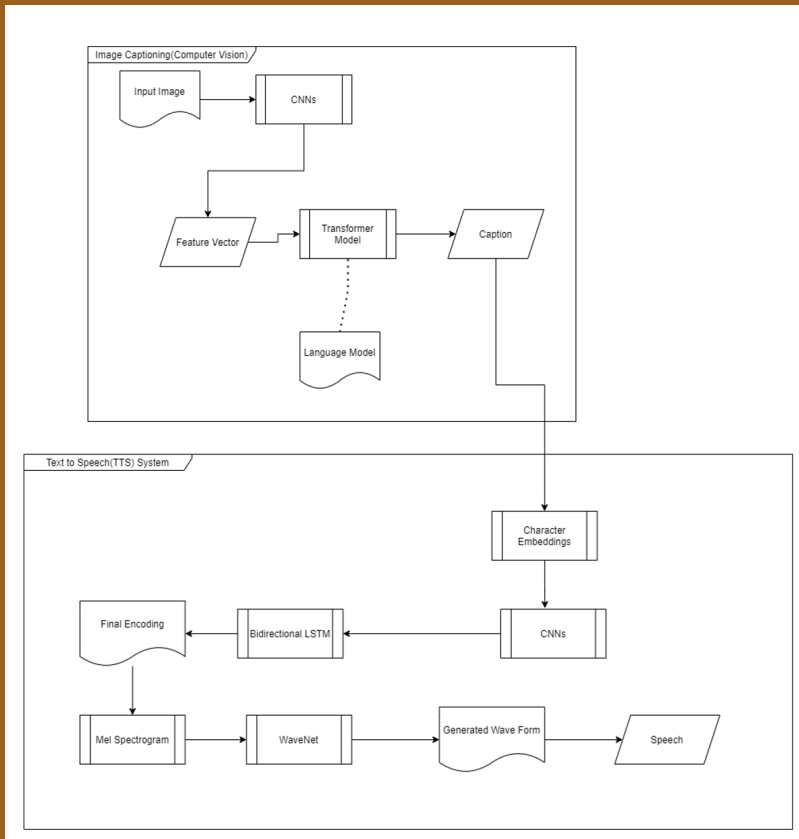 Image Captioning(Computer Vision)
Input Image
CNNs
Feature Vector
Transformer
Model
Caption
Language Model
Text to Speech(TTS) System
Character
Embeddings
Final Encoding
Bidirectional LSTM
CNNs
Mel Spectrogram
WaveNet
Generated Wave Form
Speech